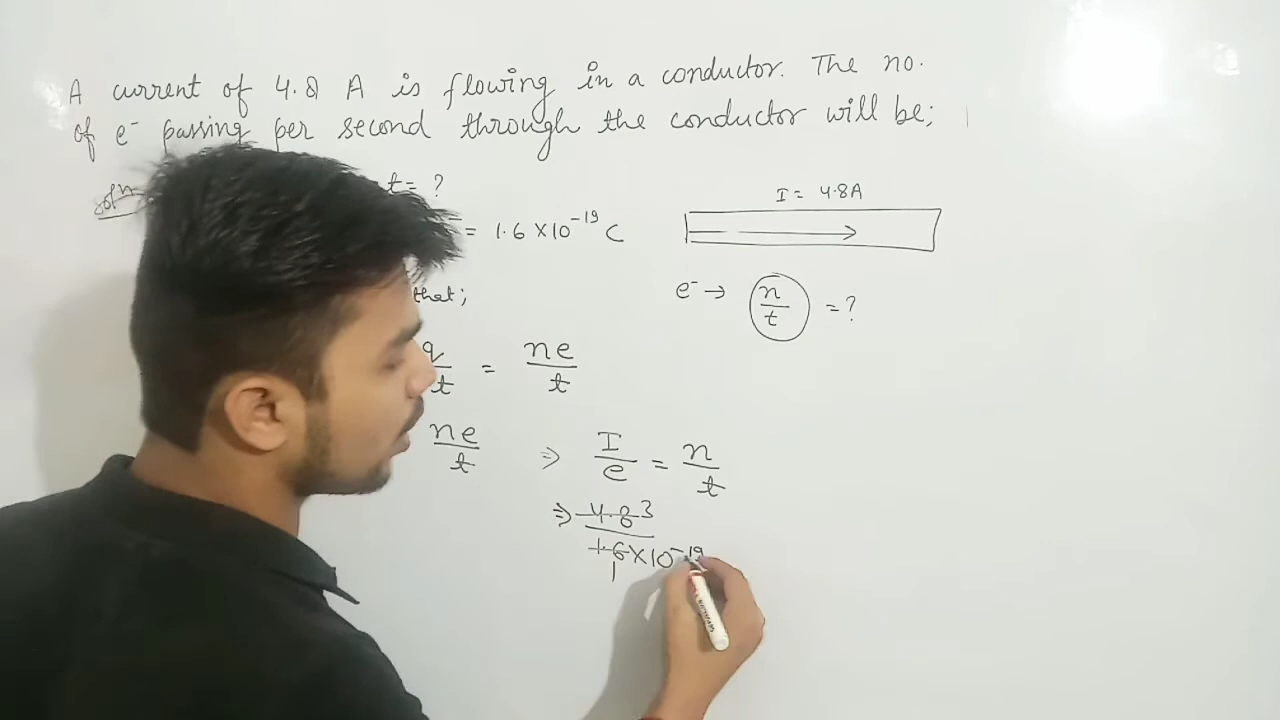 A current of 4.8 A is flowing in a conductor. The no.
of e⁻ passing per second through the conductor will be;
Solⁿ
t = ?
= 1.6 × 10⁻¹⁹ C
I = 4.8A
e⁻ → n/t = ?
that;
q/t = ne/t
ne/t ⇒ I/e = n/t
⇒ 4.8 3
1.6 × 10⁻¹⁹
1